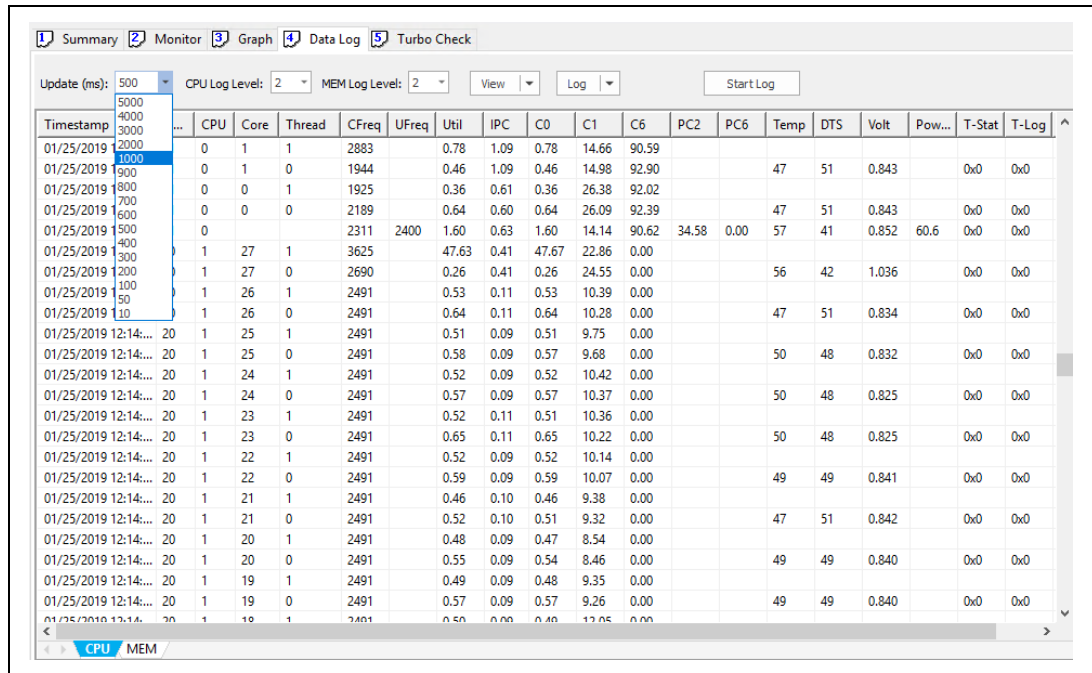 1 Summary 2 Monitor 3 Graph 4 Data Log 5 Turbo Check
Update (ms): 500 CPU Log Level: 2 MEM Log Level: 2 View Log Start Log
5000
4000
3000
2000
1000
900
800
700
600
500
400
300
200
100
50
10
Timestamp ... CPU Core Thread CFreq UFreq Util IPC C0 C1 C6 PC2 PC6 Temp DTS Volt Pow... T-Stat T-Log
01/25/2019 1 0 1 1 2883 0.78 1.09 0.78 14.66 90.59
01/25/2019 1 0 1 0 1944 0.46 1.09 0.46 14.98 92.90 47 51 0.843 0x0 0x0
01/25/2019 1 0 0 1 1925 0.36 0.61 0.36 26.38 92.02
01/25/2019 1 0 0 0 2189 0.64 0.60 0.64 26.09 92.39 47 51 0.843 0x0 0x0
01/25/2019 1 0 2311 2400 1.60 0.63 1.60 14.14 90.62 34.58 0.00 57 41 0.852 60.6 0x0 0x0
01/25/2019 1 1 27 1 3625 47.63 0.41 47.67 22.86 0.00
01/25/2019 1 1 27 0 2690 0.26 0.41 0.26 24.55 0.00 56 42 1.036 0x0 0x0
01/25/2019 1 1 26 1 2491 0.53 0.11 0.53 10.39 0.00
01/25/2019 1 1 26 0 2491 0.64 0.11 0.64 10.28 0.00 47 51 0.834 0x0 0x0
01/25/2019 12:14:... 20 1 25 1 2491 0.51 0.09 0.51 9.75 0.00
01/25/2019 12:14:... 20 1 25 0 2491 0.58 0.09 0.57 9.68 0.00 50 48 0.832 0x0 0x0
01/25/2019 12:14:... 20 1 24 1 2491 0.52 0.09 0.52 10.42 0.00
01/25/2019 12:14:... 20 1 24 0 2491 0.57 0.09 0.57 10.37 0.00 50 48 0.825 0x0 0x0
01/25/2019 12:14:... 20 1 23 1 2491 0.52 0.11 0.51 10.36 0.00
01/25/2019 12:14:... 20 1 23 0 2491 0.65 0.11 0.65 10.22 0.00 50 48 0.825 0x0 0x0
01/25/2019 12:14:... 20 1 22 1 2491 0.52 0.09 0.52 10.14 0.00
01/25/2019 12:14:... 20 1 22 0 2491 0.59 0.09 0.59 10.07 0.00 49 49 0.841 0x0 0x0
01/25/2019 12:14:... 20 1 21 1 2491 0.46 0.10 0.46 9.38 0.00
01/25/2019 12:14:... 20 1 21 0 2491 0.52 0.10 0.51 9.32 0.00 47 51 0.842 0x0 0x0
01/25/2019 12:14:... 20 1 20 1 2491 0.48 0.09 0.47 8.54 0.00
01/25/2019 12:14:... 20 1 20 0 2491 0.55 0.09 0.54 8.46 0.00 49 49 0.840 0x0 0x0
01/25/2019 12:14:... 20 1 19 1 2491 0.49 0.09 0.48 9.35 0.00
01/25/2019 12:14:... 20 1 19 0 2491 0.57 0.09 0.57 9.26 0.00 49 49 0.840 0x0 0x0
01/25/2019 12:14:... 20 1 18 1 2491 0.50 0.09 0.49 12.05 0.00
CPU MEM